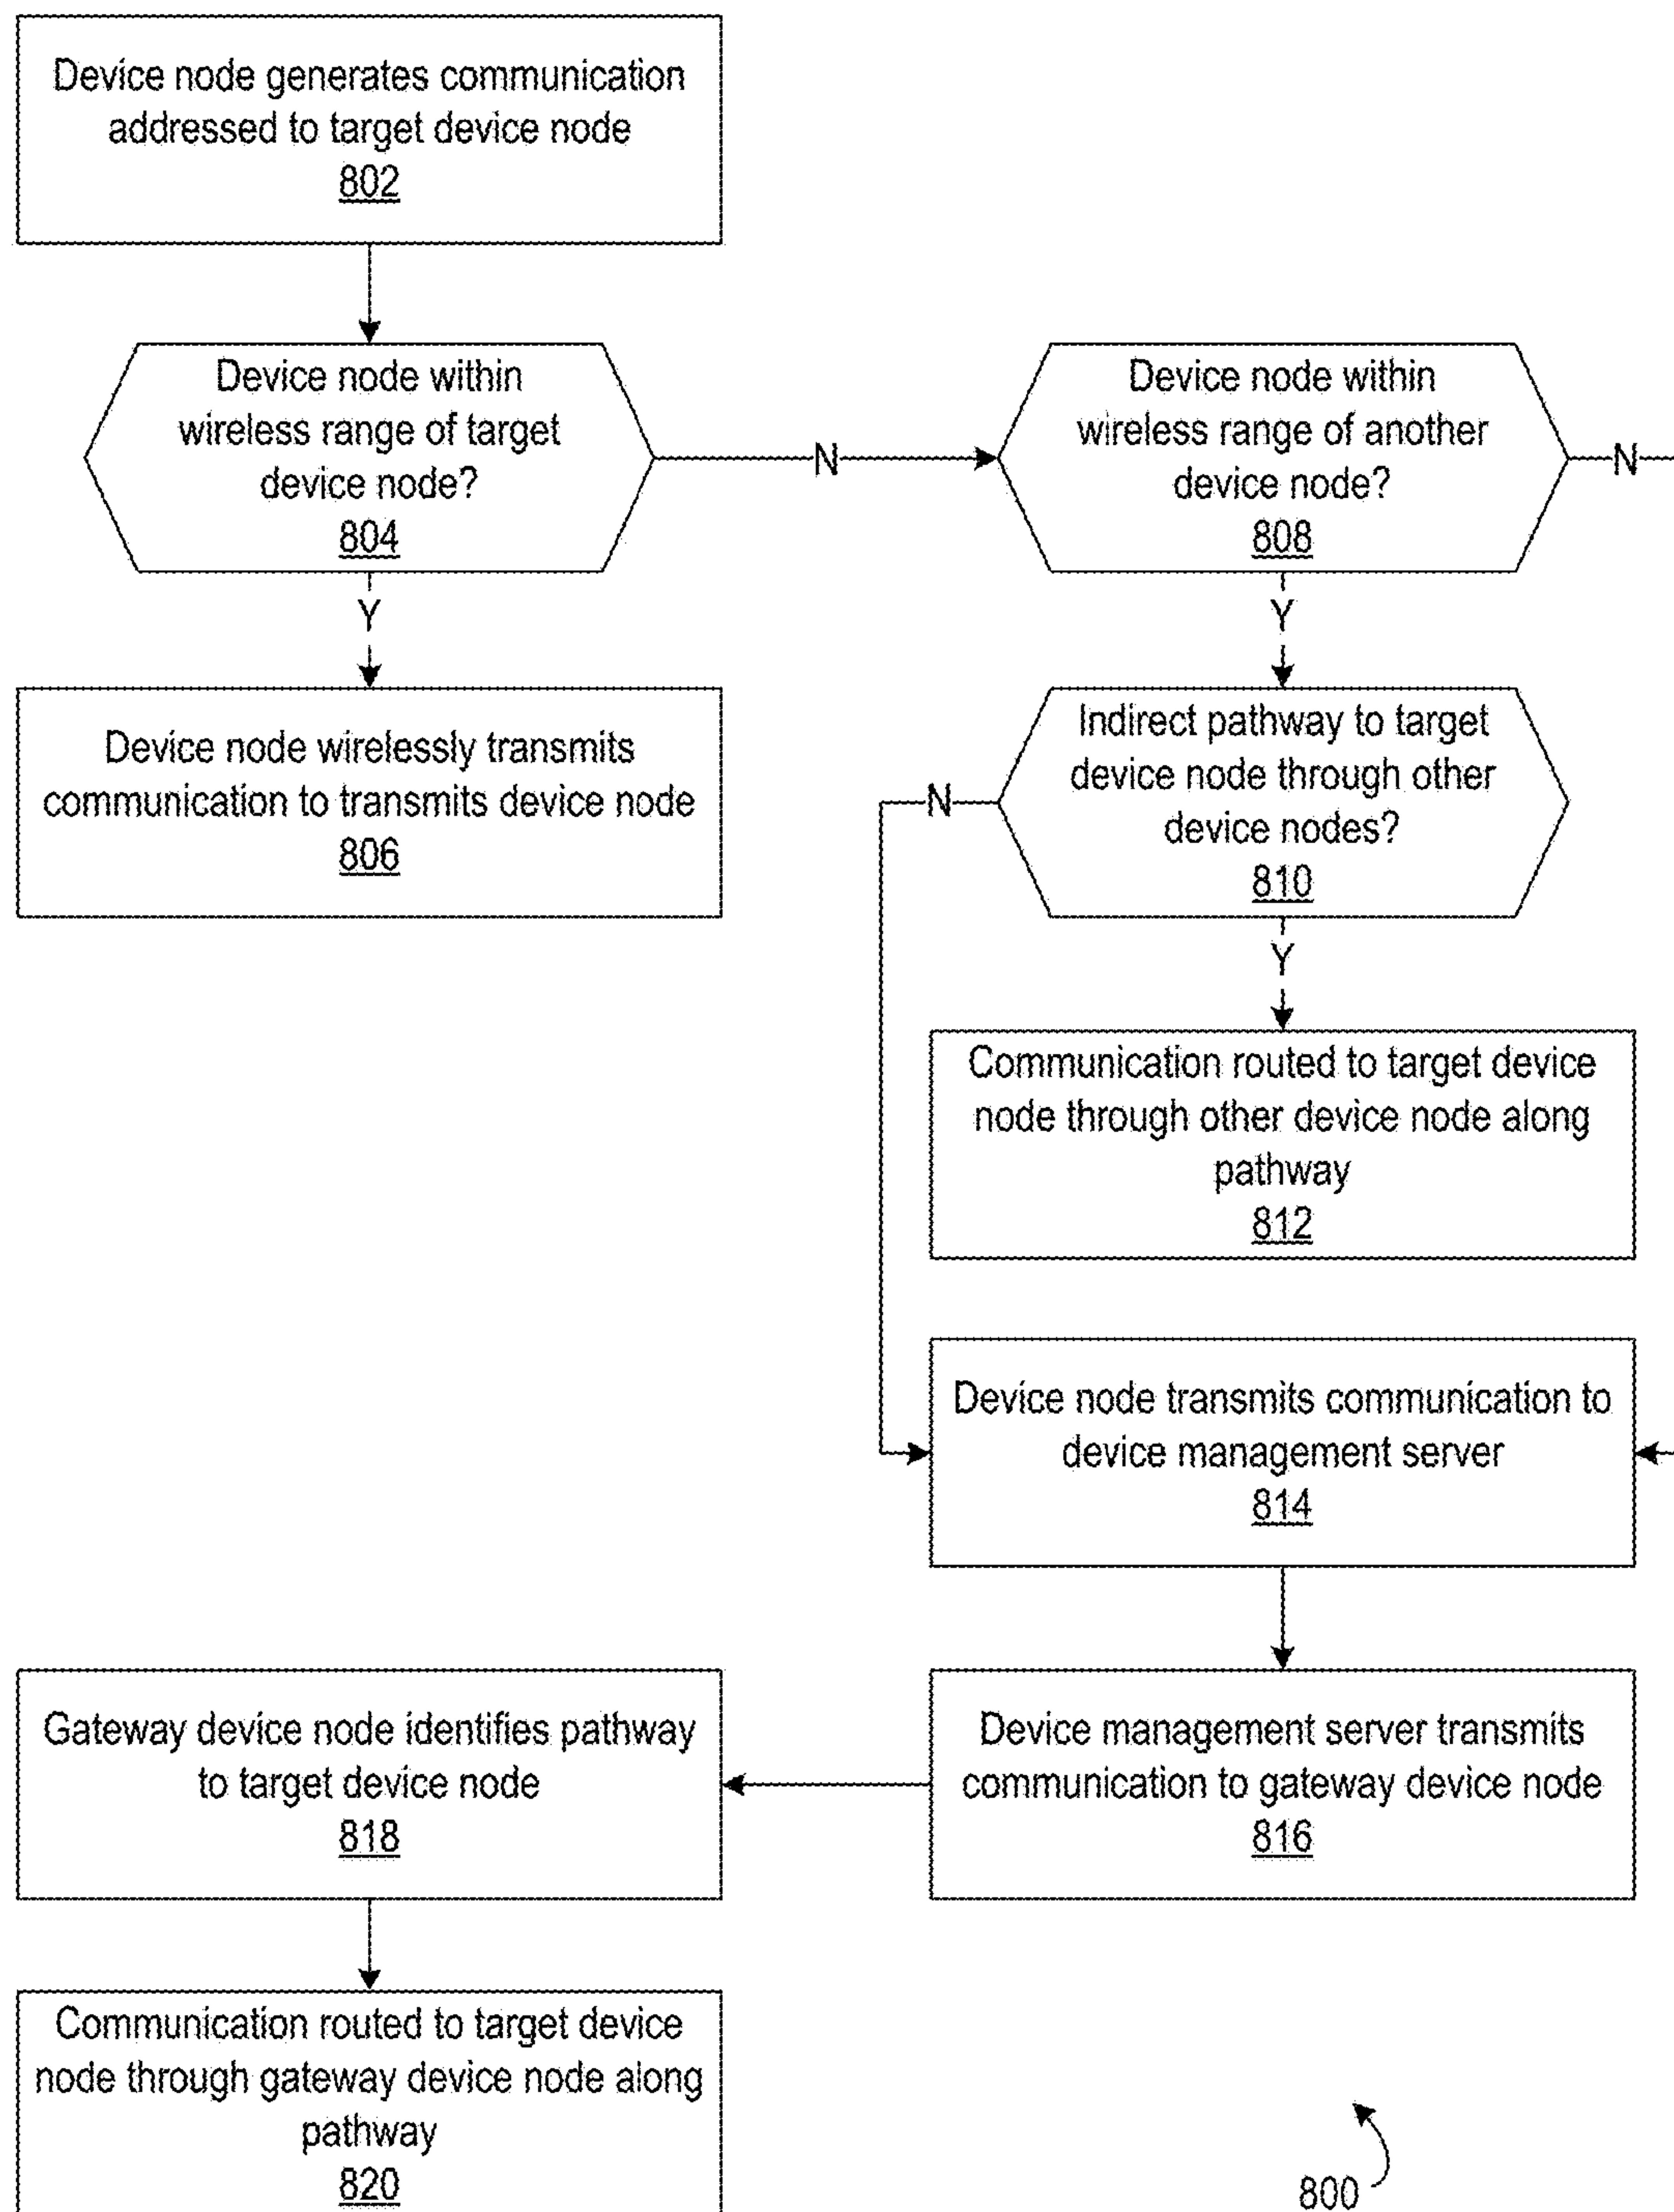 Device node generates communication
addressed to target device node
802
Device node within
wireless range of target
device node?
804
N
Device node within
wireless range of another
device node?
808
N
Y
Y
Device node wirelessly transmits
communication to transmits device node
806
Indirect pathway to target
device node through other
device nodes?
810
N
Y
Communication routed to target device
node through other device node along
pathway
812
Device node transmits communication to
device management server
814
Device management server transmits
communication to gateway device node
816
Gateway device node identifies pathway
to target device node
818
Communication routed to target device
node through gateway device node along
pathway
820
800